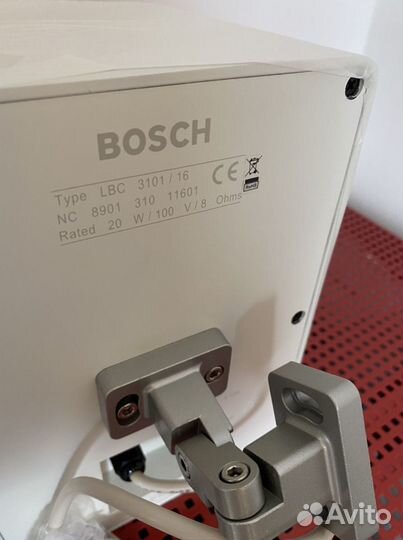 BOSCH
Type LBC 3101 / 16
NC 8901 310 11601
Rated 20 W / 100 V / 8 Ohms
CE
RoHS
Avito